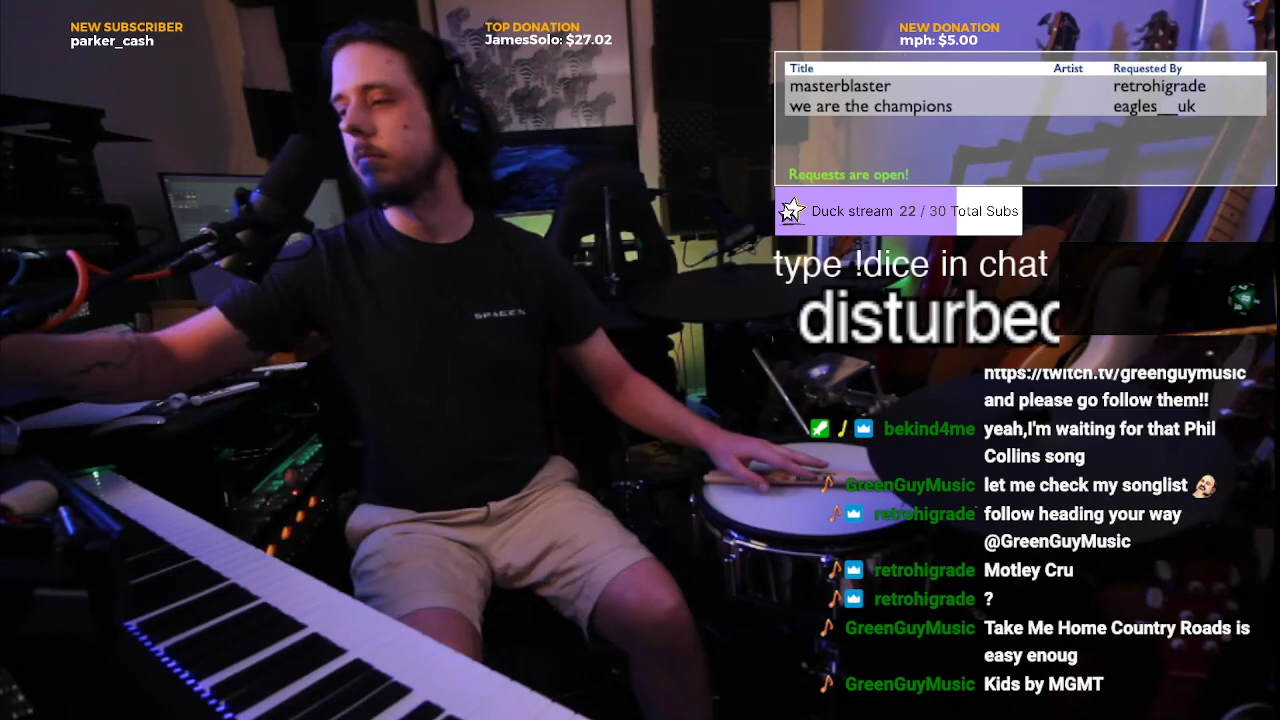 NEW SUBSCRIBER
parker_cash
TOP DONATION
JamesSolo: $27.02
NEW DONATION
mph: $5.00
Title Artist Requested By
masterblaster retrohigrade
we are the champions eagles__uk
Requests are open!
Duck stream 22 / 30 Total Subs
type !dice in chat
disturbed
SPACEX
https://twitch.tv/greenguymusic
and please go follow them!!
bekind4me yeah,I'm waiting for that Phil
Collins song
GreenGuyMusic let me check my songlist
retrohigrade follow heading your way
@GreenGuyMusic
retrohigrade Motley Cru
retrohigrade ?
GreenGuyMusic Take Me Home Country Roads is
easy enoug
GreenGuyMusic Kids by MGMT